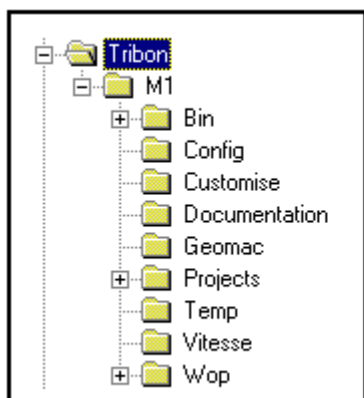 Tribon
M1
Bin
Config
Customise
Documentation
Geomac
Projects
Temp
Vitesse
Wop